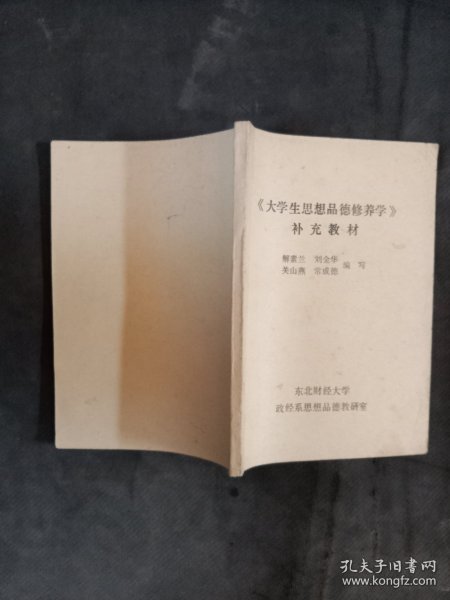 《大学生思想品德修养学》
补充教材
解素兰 刘金华
关山燕 常成德 编写
东北财经大学
政经系思想品德教研室
孔夫子旧书网
www.kongfz.com